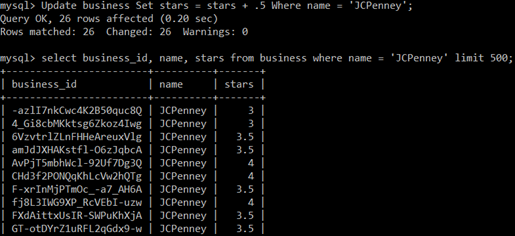 mysql> Update business Set stars = stars + .5 Where name = 'JCPenney';
Query OK, 26 rows affected (0.20 sec)
Rows matched: 26  Changed: 26  Warnings: 0

mysql> select business_id, name, stars from business where name = 'JCPenney' limit 500;
+------------------------+----------+-------+
| business_id            | name     | stars |
+------------------------+----------+-------+
| -azlI7nkCwc4K2B50quc8Q | JCPenney |     3 |
| 4_Gi8cbMKktsg6Zkoz4Iwg | JCPenney |     3 |
| 6VzvtrlZLnFHHeAreuxVlg | JCPenney |   3.5 |
| amJdJXHAKstfl-O6zJqbcA | JCPenney |   3.5 |
| AvPjT5mbhWcl-92Uf7Dg3Q | JCPenney |     4 |
| CHd3f2PONQqKhLcVw2hQTg | JCPenney |     4 |
| F-xrInMjPTmOc_-a7_AH6A | JCPenney |   3.5 |
| fj8L3IWG9XP_RcVEbI-uzw | JCPenney |     4 |
| FXdAittxUsIR-SWPuKhXjA | JCPenney |   3.5 |
| GT-otDYrZ1uRFL2qGdx9-w | JCPenney |   3.5 |